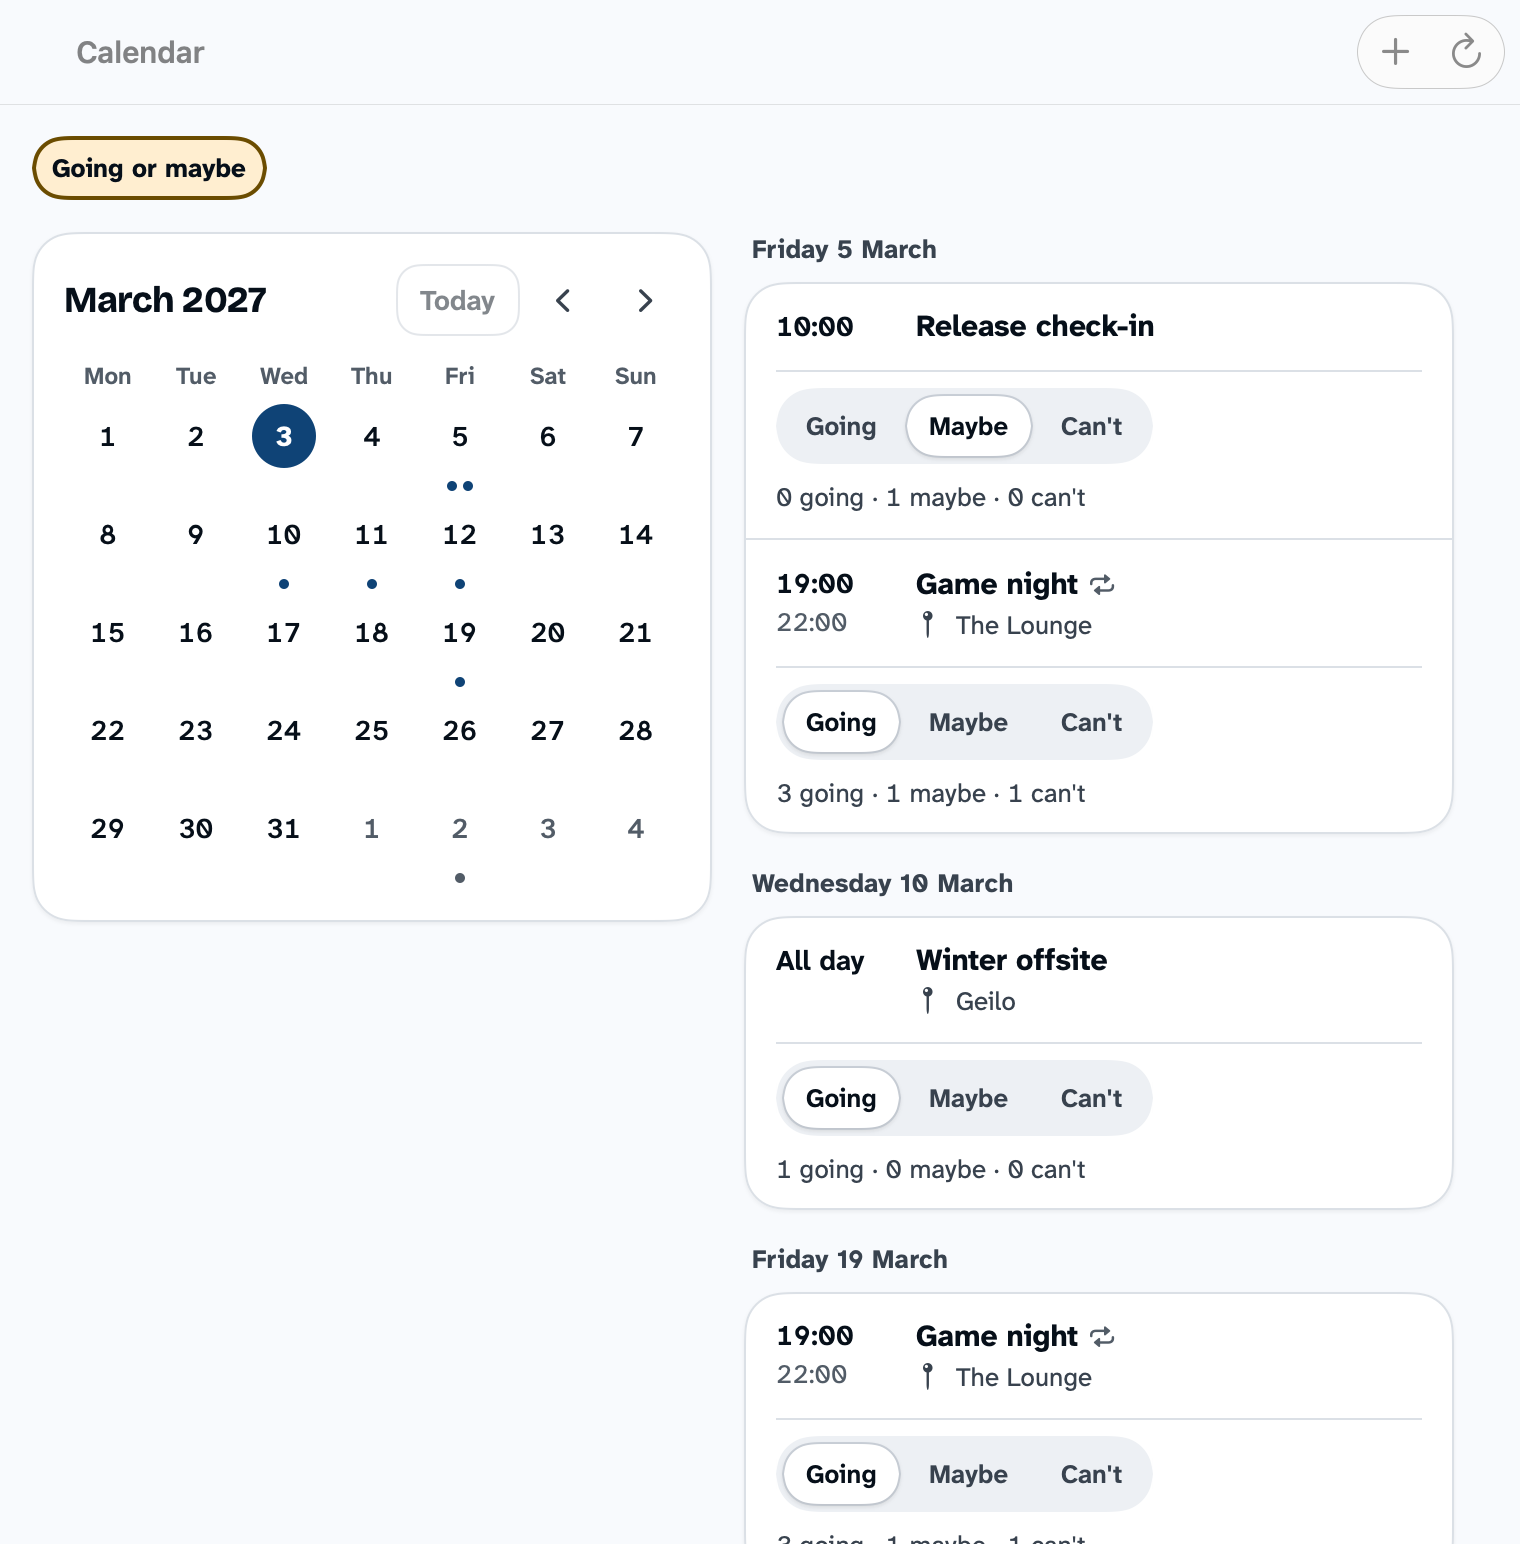 Calendar
Going or maybe
March 2027
Today
Mon Tue Wed Thu Fri Sat Sun
1 2 3 4 5 6 7
8 9 10 11 12 13 14
15 16 17 18 19 20 21
22 23 24 25 26 27 28
29 30 31 1 2 3 4
Friday 5 March
10:00 Release check-in
Going Maybe Can't
0 going · 1 maybe · 0 can't
19:00 Game night
22:00 The Lounge
Going Maybe Can't
3 going · 1 maybe · 1 can't
Wednesday 10 March
All day Winter offsite
Geilo
Going Maybe Can't
1 going · 0 maybe · 0 can't
Friday 19 March
19:00 Game night
22:00 The Lounge
Going Maybe Can't
3 going · 1 maybe · 1 can't